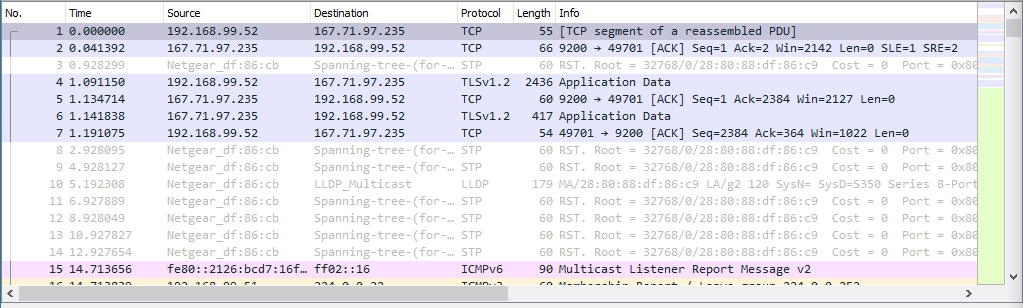 No. Time Source Destination Protocol Length Info
1 0.000000 192.168.99.52 167.71.97.235 TCP 55 [TCP segment of a reassembled PDU]
2 0.041392 167.71.97.235 192.168.99.52 TCP 66 9200 → 49701 [ACK] Seq=1 Ack=2 Win=2142 Len=0 SLE=1 SRE=2
3 0.928299 Netgear_df:86:cb Spanning-tree-(for-… STP 60 RST. Root = 32768/0/28:80:88:df:86:c9 Cost = 0 Port = 0x80
4 1.091150 192.168.99.52 167.71.97.235 TLSv1.2 2436 Application Data
5 1.134714 167.71.97.235 192.168.99.52 TCP 60 9200 → 49701 [ACK] Seq=1 Ack=2384 Win=2127 Len=0
6 1.141838 167.71.97.235 192.168.99.52 TLSv1.2 417 Application Data
7 1.191075 192.168.99.52 167.71.97.235 TCP 54 49701 → 9200 [ACK] Seq=2384 Ack=364 Win=1022 Len=0
8 2.928095 Netgear_df:86:cb Spanning-tree-(for-… STP 60 RST. Root = 32768/0/28:80:88:df:86:c9 Cost = 0 Port = 0x80
9 4.928127 Netgear_df:86:cb Spanning-tree-(for-… STP 60 RST. Root = 32768/0/28:80:88:df:86:c9 Cost = 0 Port = 0x80
10 5.192308 Netgear_df:86:cb LLDP_Multicast LLDP 179 MA/28:80:88:df:86:c9 LA/g2 120 SysN= SysD=S350 Series 8-Port
11 6.927889 Netgear_df:86:cb Spanning-tree-(for-… STP 60 RST. Root = 32768/0/28:80:88:df:86:c9 Cost = 0 Port = 0x80
12 8.928049 Netgear_df:86:cb Spanning-tree-(for-… STP 60 RST. Root = 32768/0/28:80:88:df:86:c9 Cost = 0 Port = 0x80
13 10.927827 Netgear_df:86:cb Spanning-tree-(for-… STP 60 RST. Root = 32768/0/28:80:88:df:86:c9 Cost = 0 Port = 0x80
14 12.927654 Netgear_df:86:cb Spanning-tree-(for-… STP 60 RST. Root = 32768/0/28:80:88:df:86:c9 Cost = 0 Port = 0x80
15 14.713656 fe80::2126:bcd7:16f… ff02::16 ICMPv6 90 Multicast Listener Report Message v2